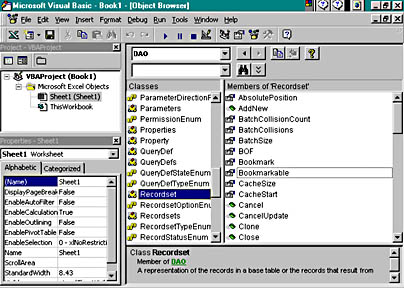 Microsoft Visual Basic - Book1 - [Object Browser]
File Edit View Insert Format Debug Run Tools Window Help
Project - VBAProject
VBAProject (Book1)
Microsoft Excel Objects
Sheet1 (Sheet1)
ThisWorkbook
Properties - Sheet1
Sheet1 Worksheet
Alphabetic Categorized
(Name) Sheet1
DisplayPageBreak False
EnableAutoFilter False
EnableCalculation True
EnableOutlining False
EnablePivotTable False
EnableSelection 0 - xlNoRestricti
Name Sheet1
ScrollArea
StandardWidth 8.43
DAO
Classes
ParameterDirectionE
Parameters
PermissionEnum
Properties
Property
QueryDef
QueryDefs
QueryDefStateEnum
QueryDefTypeEnum
Recordset
RecordsetOptionEnu
Recordsets
RecordsetTypeEnum
RecordStatusEnum
Members of 'Recordset'
AbsolutePosition
AddNew
BatchCollisionCount
BatchCollisions
BatchSize
BOF
Bookmark
Bookmarkable
CacheSize
CacheStart
Cancel
CancelUpdate
Clone
Close
Class Recordset
Member of DAO
A representation of the records in a base table or the records that result from